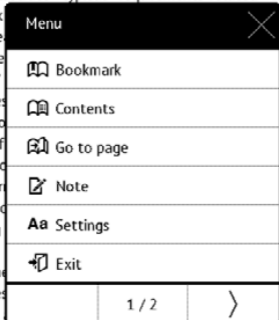 Menu
Bookmark
Contents
Go to page
Note
Aa Settings
Exit
1 / 2